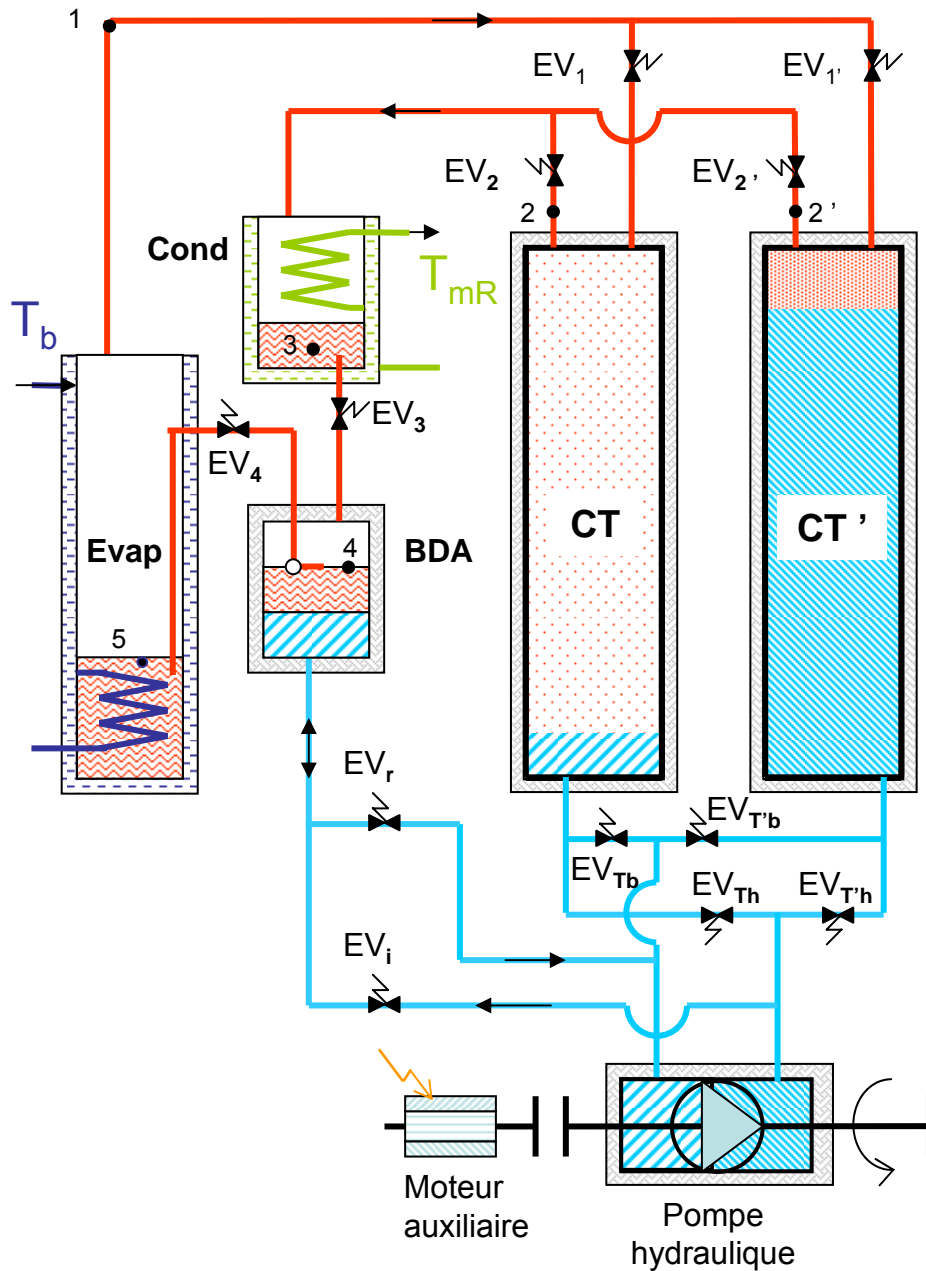 1
EV1
EV1'
EV2
EV2'
2
2'
Cond
TmR
Tb
3
EV3
EV4
4
BDA
Evap
CT
CT'
5
EVr
EVT'b
EVTb
EVTh
EVT'h
EVi
Moteur
auxiliaire
Pompe
hydraulique